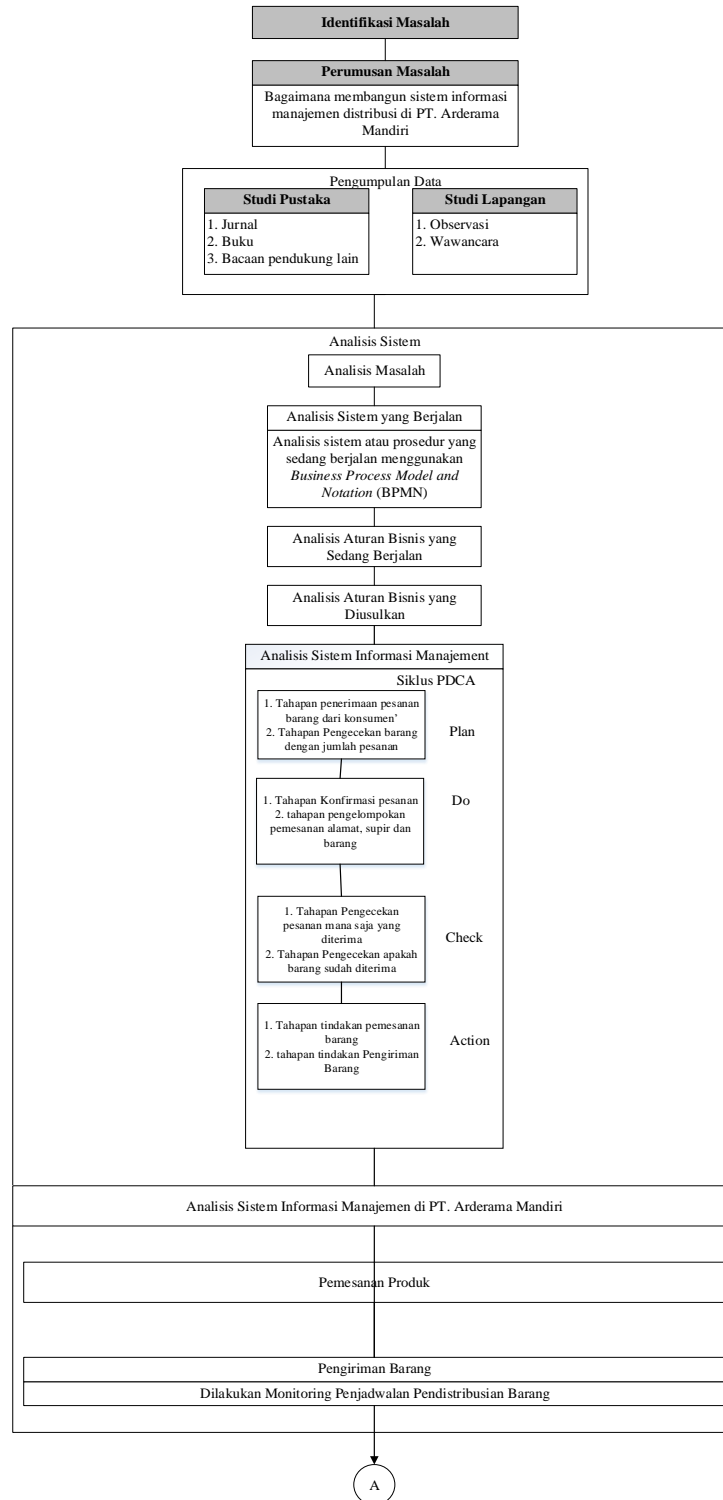 Identifikasi Masalah
Perumusan Masalah
Bagaimana membangun sistem informasi
manajemen distribusi di PT. Arderama
Mandiri
Pengumpulan Data
Studi Pustaka
1. Jurnal
2. Buku
3. Bacaan pendukung lain
Studi Lapangan
1. Observasi
2. Wawancara
Analisis Sistem
Analisis Masalah
Analisis Sistem yang Berjalan
Analisis sistem atau prosedur yang
sedang berjalan menggunakan
Business Process Model and
Notation (BPMN)
Analisis Aturan Bisnis yang
Sedang Berjalan
Analisis Aturan Bisnis yang
Diusulkan
Analisis Sistem Informasi Manajement
Siklus PDCA
1. Tahapan penerimaan pesanan
barang dari konsumen’
2. Tahapan Pengecekan barang
dengan jumlah pesanan
Plan
1. Tahapan Konfirmasi pesanan
2. tahapan pengelompokan
pemesanan alamat, supir dan
barang
Do
1. Tahapan Pengecekan
pesanan mana saja yang
diterima
2. Tahapan Pengecekan apakah
barang sudah diterima
Check
1. Tahapan tindakan pemesanan
barang
2. tahapan tindakan Pengiriman
Barang
Action
Analisis Sistem Informasi Manajemen di PT. Arderama Mandiri
Pemesanan Produk
Pengiriman Barang
Dilakukan Monitoring Penjadwalan Pendistribusian Barang
A